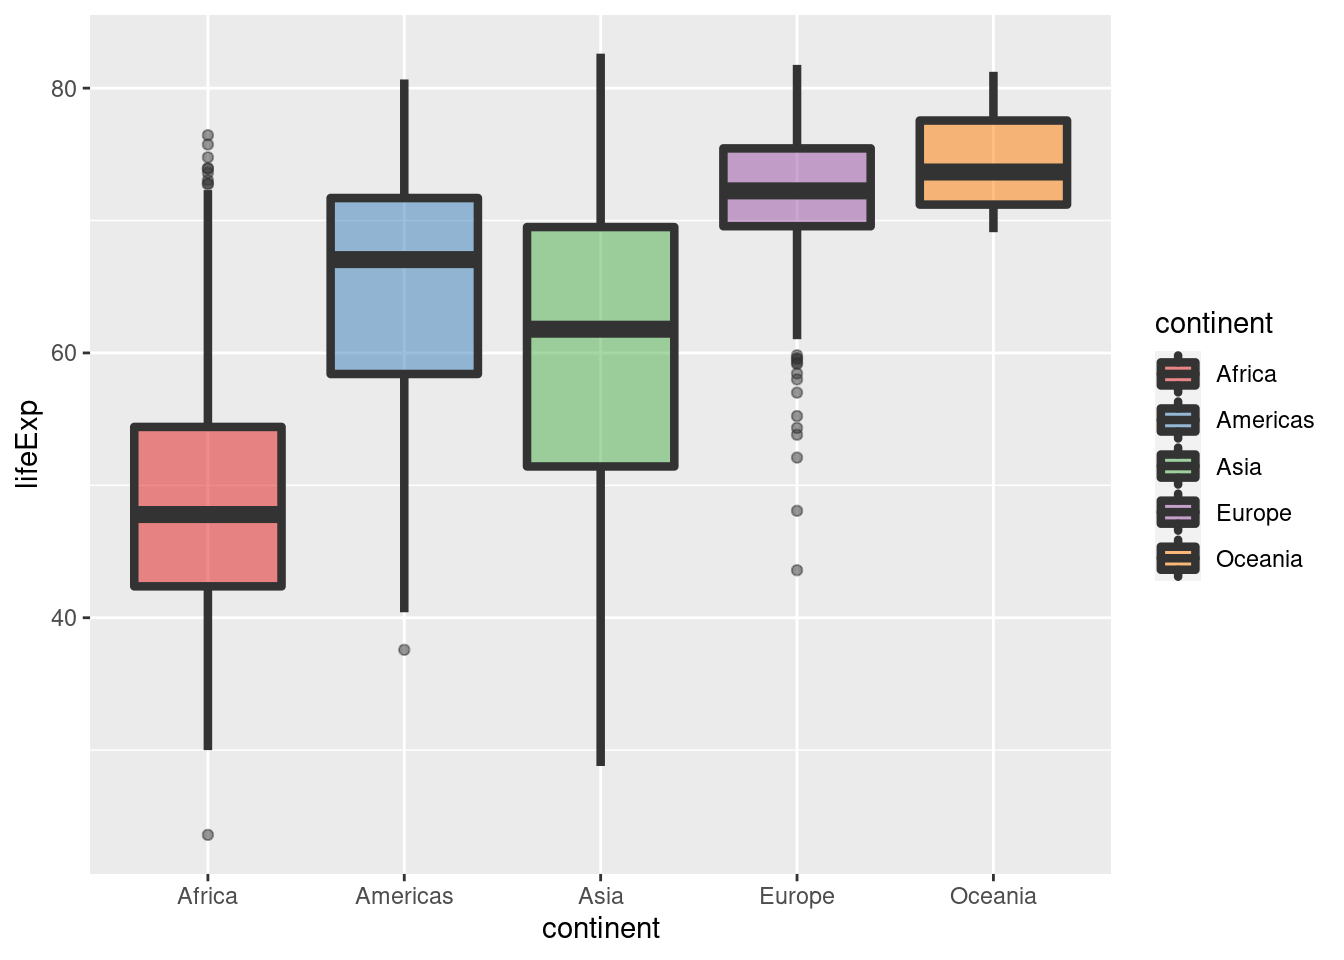 80
60
40
lifeExp
Africa
Americas
Asia
Europe
Oceania
continent
continent
Africa
Americas
Asia
Europe
Oceania